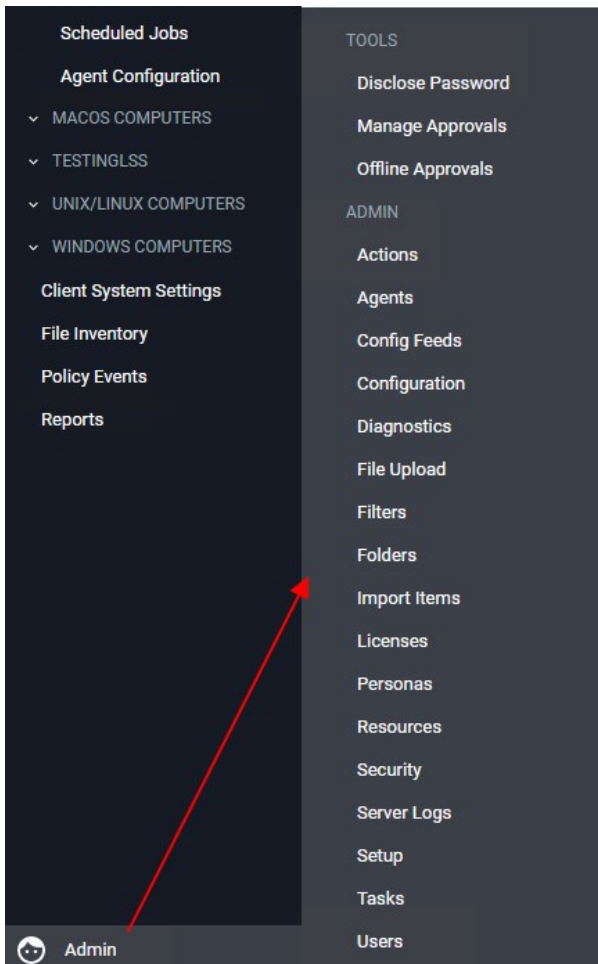 Scheduled Jobs
Agent Configuration
MACOS COMPUTERS
TESTINGLSS
UNIX/LINUX COMPUTERS
WINDOWS COMPUTERS
Client System Settings
File Inventory
Policy Events
Reports
Admin
TOOLS
Disclose Password
Manage Approvals
Offline Approvals
ADMIN
Actions
Agents
Config Feeds
Configuration
Diagnostics
File Upload
Filters
Folders
Import Items
Licenses
Personas
Resources
Security
Server Logs
Setup
Tasks
Users